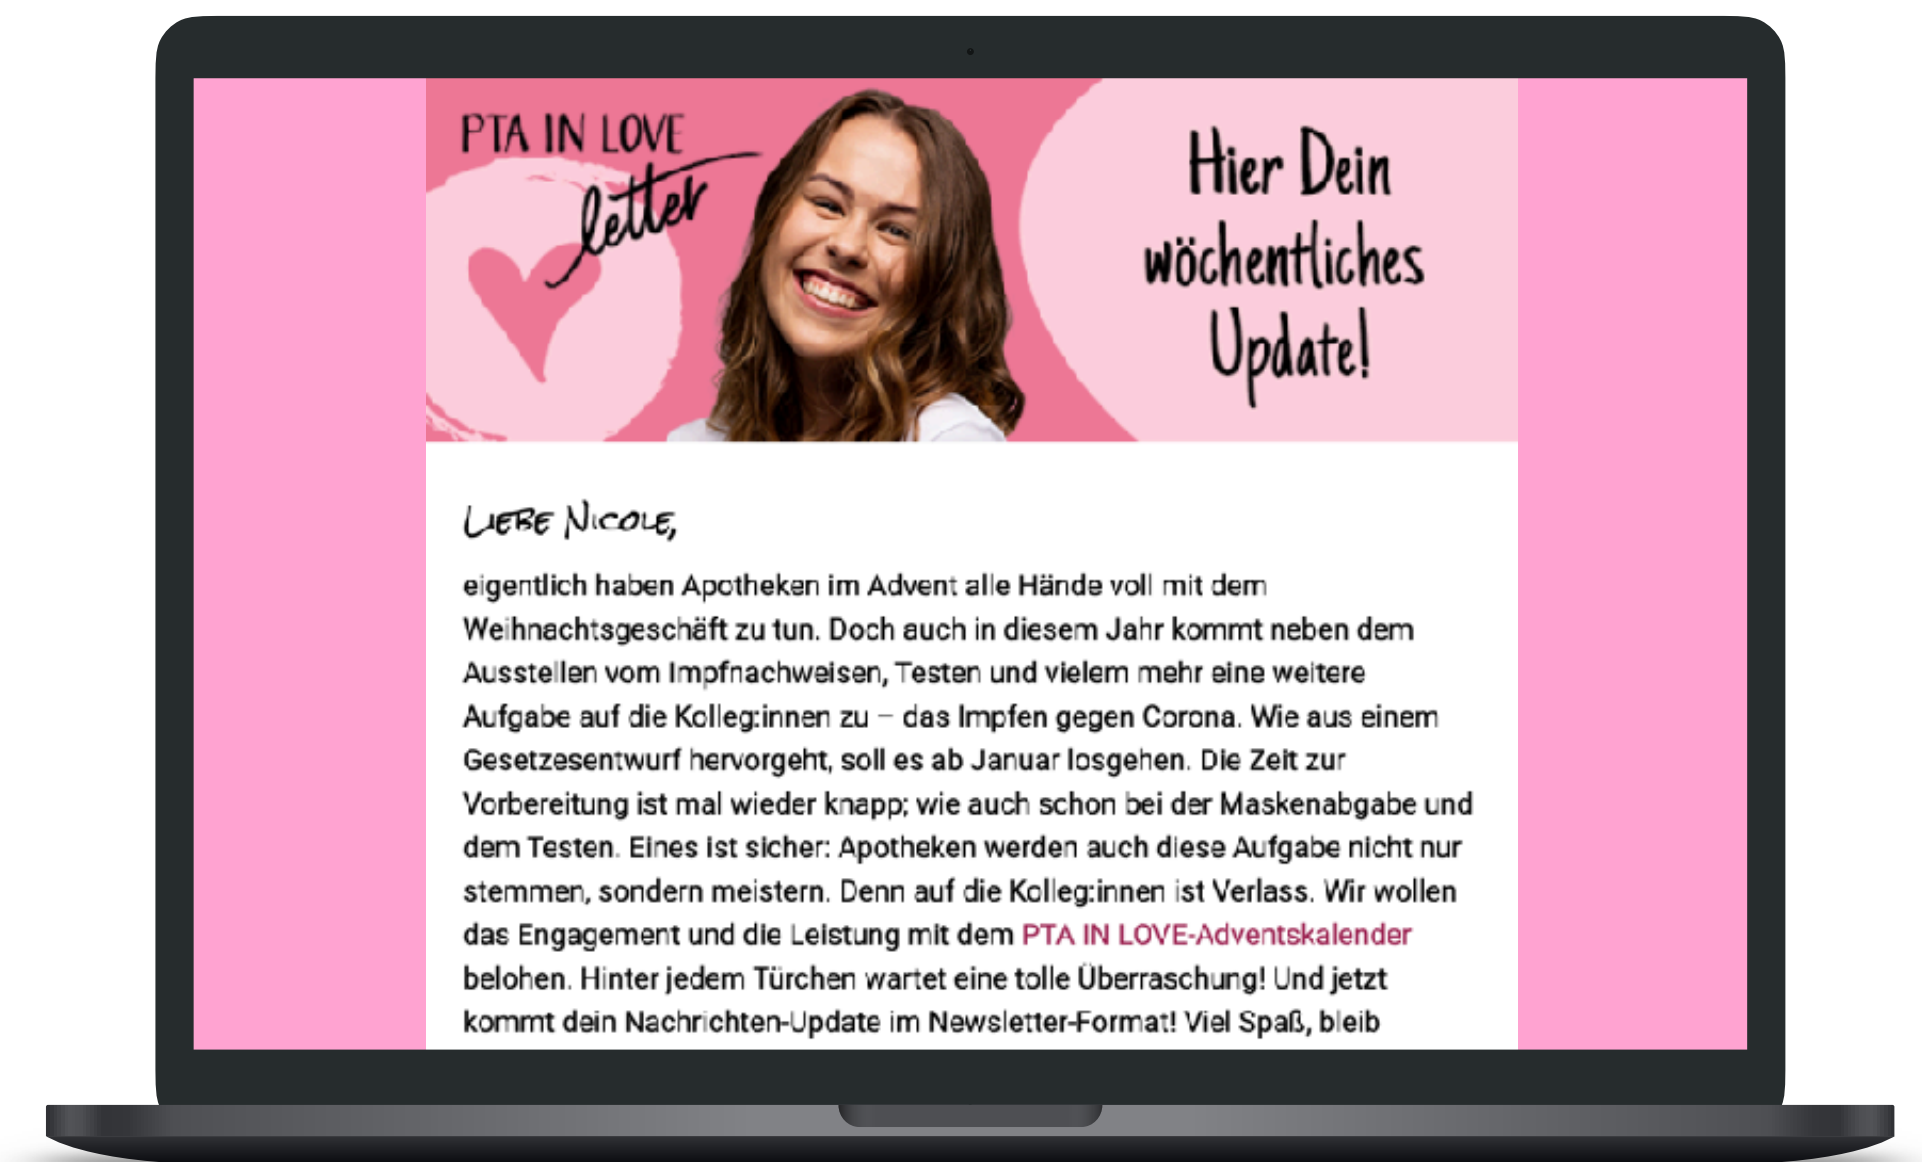 PTA IN LOVE
letter
Hier Dein
wöchentliches
Update!
LIEBE NICOLE,
eigentlich haben Apotheken im Advent alle Hände voll mit dem
Weihnachtsgeschäft zu tun. Doch auch in diesem Jahr kommt neben dem
Ausstellen vom Impfnachweisen, Testen und vielem mehr eine weitere
Aufgabe auf die Kolleg:innen zu – das Impfen gegen Corona. Wie aus einem
Gesetzesentwurf hervorgeht, soll es ab Januar losgehen. Die Zeit zur
Vorbereitung ist mal wieder knapp; wie auch schon bei der Maskenabgabe und
dem Testen. Eines ist sicher: Apotheken werden auch diese Aufgabe nicht nur
stemmen, sondern meistern. Denn auf die Kolleg:innen ist Verlass. Wir wollen
das Engagement und die Leistung mit dem PTA IN LOVE-Adventskalender
belohen. Hinter jedem Türchen wartet eine tolle Überraschung! Und jetzt
kommt dein Nachrichten-Update im Newsletter-Format! Viel Spaß, bleib